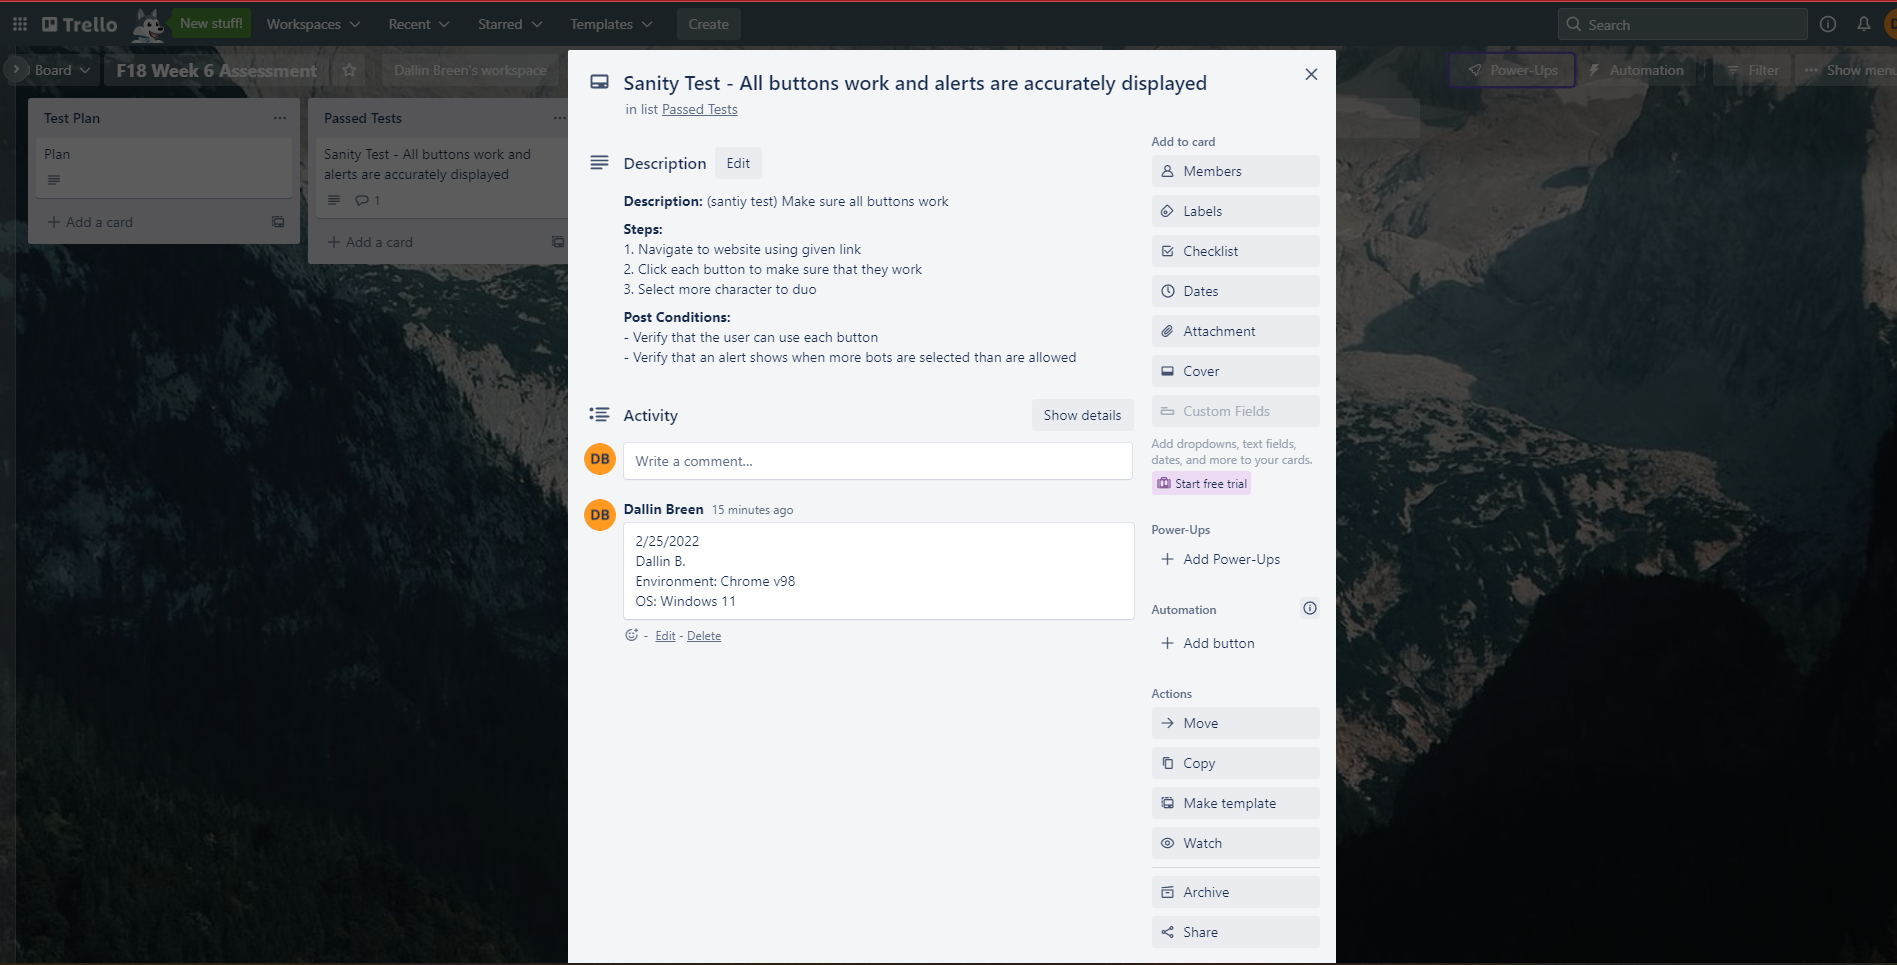 Trello
New stuff!
Workspaces
Recent
Starred
Templates
Create
Search
Board
F18 Week 6 Assessment
Dallin Breen's workspace
Power-Ups
Automation
Filter
Show menu
Test Plan
Plan
Add a card
Passed Tests
Sanity Test - All buttons work and
alerts are accurately displayed
1
Add a card
Sanity Test - All buttons work and alerts are accurately displayed
in list Passed Tests
Description Edit
Description: (santiy test) Make sure all buttons work
Steps:
1. Navigate to website using given link
2. Click each button to make sure that they work
3. Select more character to duo
Post Conditions:
- Verify that the user can use each button
- Verify that an alert shows when more bots are selected than are allowed
Activity Show details
DB
Write a comment...
DB
Dallin Breen 15 minutes ago
2/25/2022
Dallin B.
Environment: Chrome v98
OS: Windows 11
- Edit - Delete
Add to card
Members
Labels
Checklist
Dates
Attachment
Cover
Custom Fields
Add dropdowns, text fields,
dates, and more to your cards.
Start free trial
Power-Ups
Add Power-Ups
Automation
Add button
Actions
Move
Copy
Make template
Watch
Archive
Share